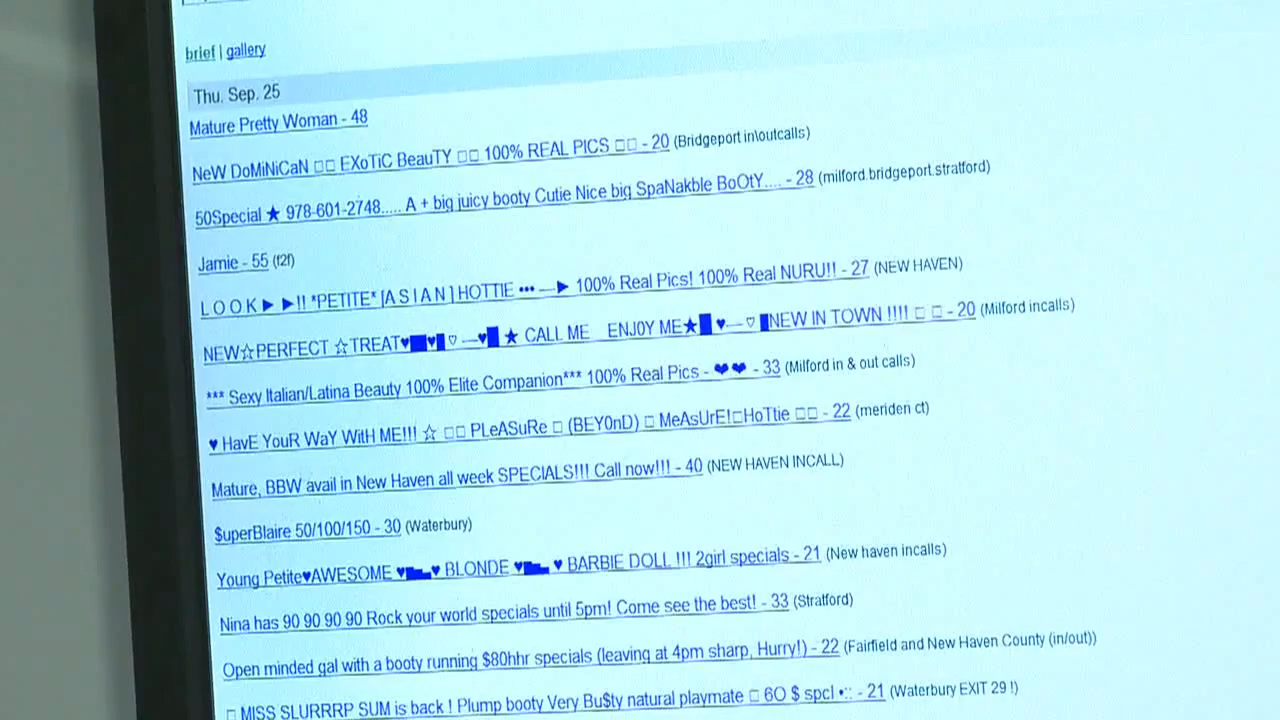 brief | gallery
Thu. Sep. 25
Mature Pretty Woman - 48
NeW DoMiNiCaN □□ EXoTiC BeauTY □□ 100% REAL PICS □□ - 20 (Bridgeport in\outcalls)
50Special ★ 978-601-2748..... A + big juicy booty Cutie Nice big SpaNakble BoOtY.... - 28 (milford.bridgeport.stratford)
Jamie - 55 (f2f)
L O O K ► ►!! *PETITE* [A S I A N ] HOTTIE ••• —► 100% Real Pics! 100% Real NURU!! - 27 (NEW HAVEN)
NEW☆PERFECT ☆TREAT♥█♥█ ♡ —♥█ ★ CALL ME ENJ0Y ME★█ ♥—♡ █NEW IN TOWN !!!! □ □ - 20 (Milford incalls)
*** Sexy Italian/Latina Beauty 100% Elite Companion*** 100% Real Pics - ❤❤ - 33 (Milford in & out calls)
♥ HavE YouR WaY WitH ME!!! ☆ □□ PLeASuRe □ (BEY0nD) □ MeAsUrE!□HoTtie □□ - 22 (meriden ct)
Mature, BBW avail in New Haven all week SPECIALS!!! Call now!!! - 40 (NEW HAVEN INCALL)
$uperBlaire 50/100/150 - 30 (Waterbury)
Young Petite♥AWESOME ♥▇▅▃♥ BLONDE ♥▇▅▃ ♥ BARBIE DOLL !!! 2girl specials - 21 (New haven incalls)
Nina has 90 90 90 90 Rock your world specials until 5pm! Come see the best! - 33 (Stratford)
Open minded gal with a booty running $80hhr specials (leaving at 4pm sharp, Hurry!) - 22 (Fairfield and New Haven County (in/out))
□ MISS SLURRRP SUM is back ! Plump booty Very Bu$ty natural playmate □ 6O $ spcl •:: - 21 (Waterbury EXIT 29 !)